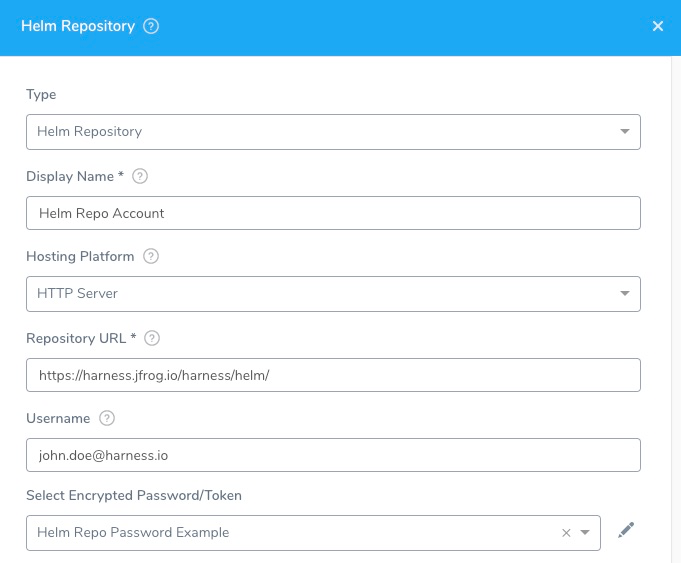 Helm Repository ?
Type
Helm Repository
Display Name * ?
Helm Repo Account
Hosting Platform ?
HTTP Server
Repository URL * ?
https://harness.jfrog.io/harness/helm/
Username ?
john.doe@harness.io
Select Encrypted Password/Token
Helm Repo Password Example